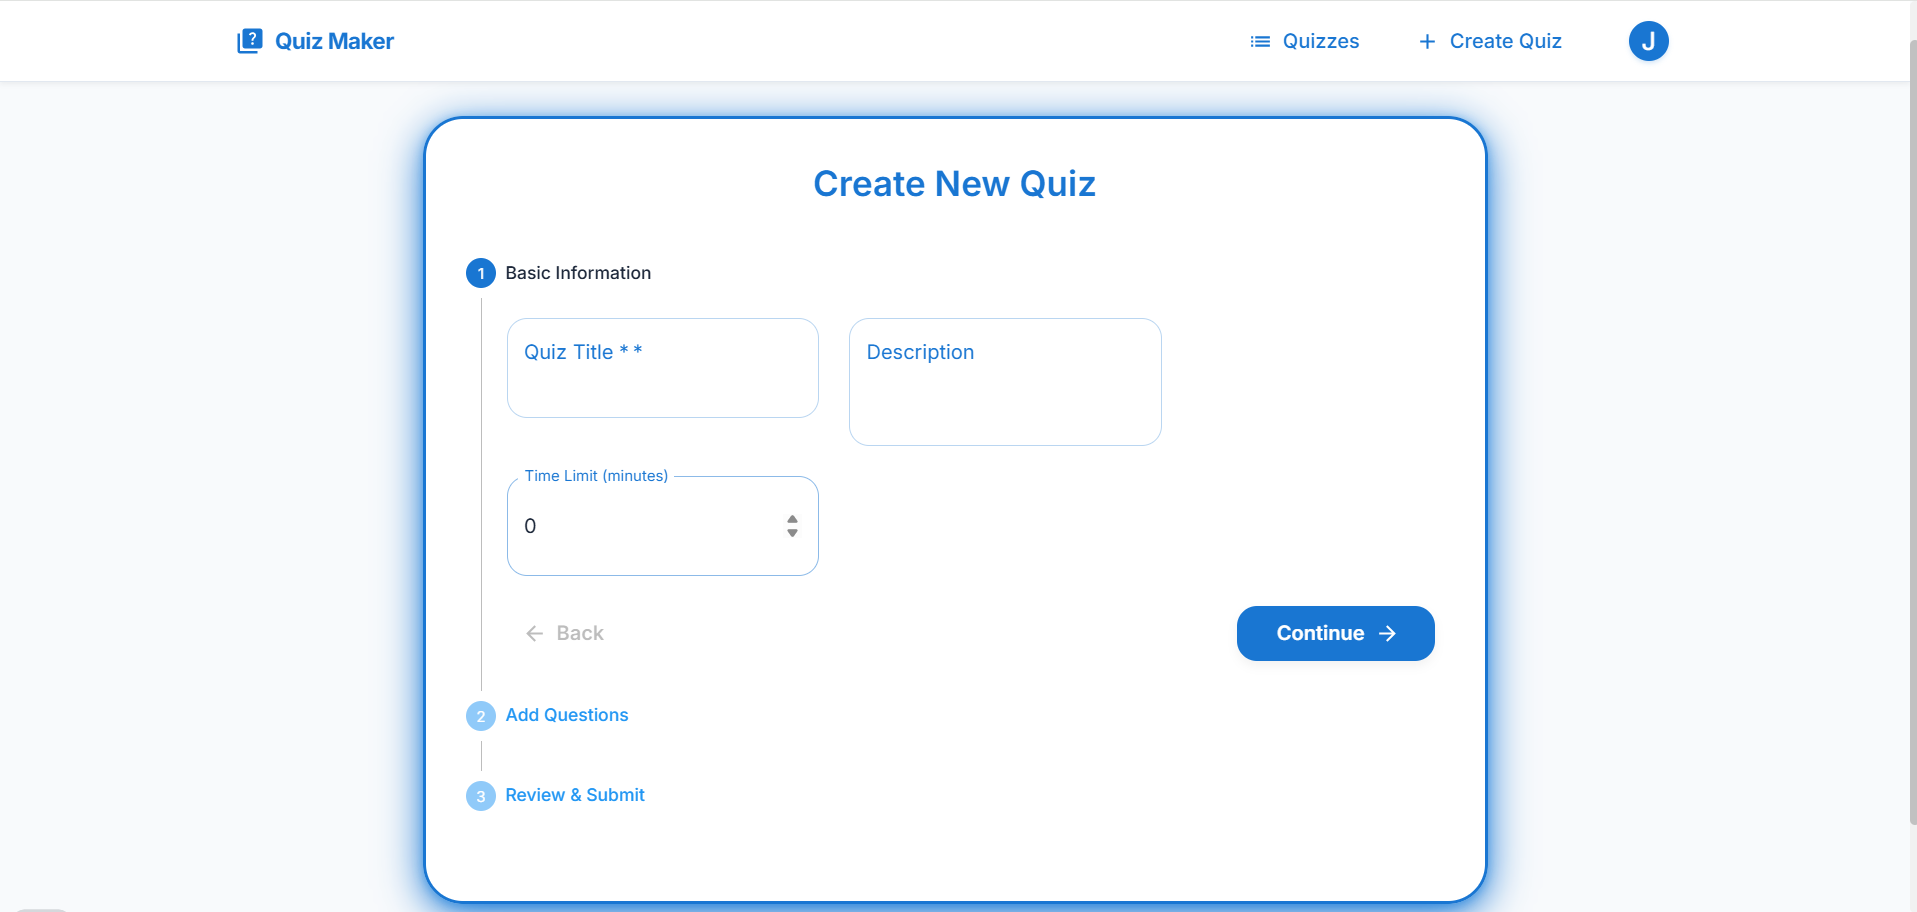 Quiz Maker
Quizzes
Create Quiz
J
Create New Quiz
1 Basic Information
Quiz Title * *
Description
Time Limit (minutes)
0
Back
Continue
2 Add Questions
3 Review & Submit